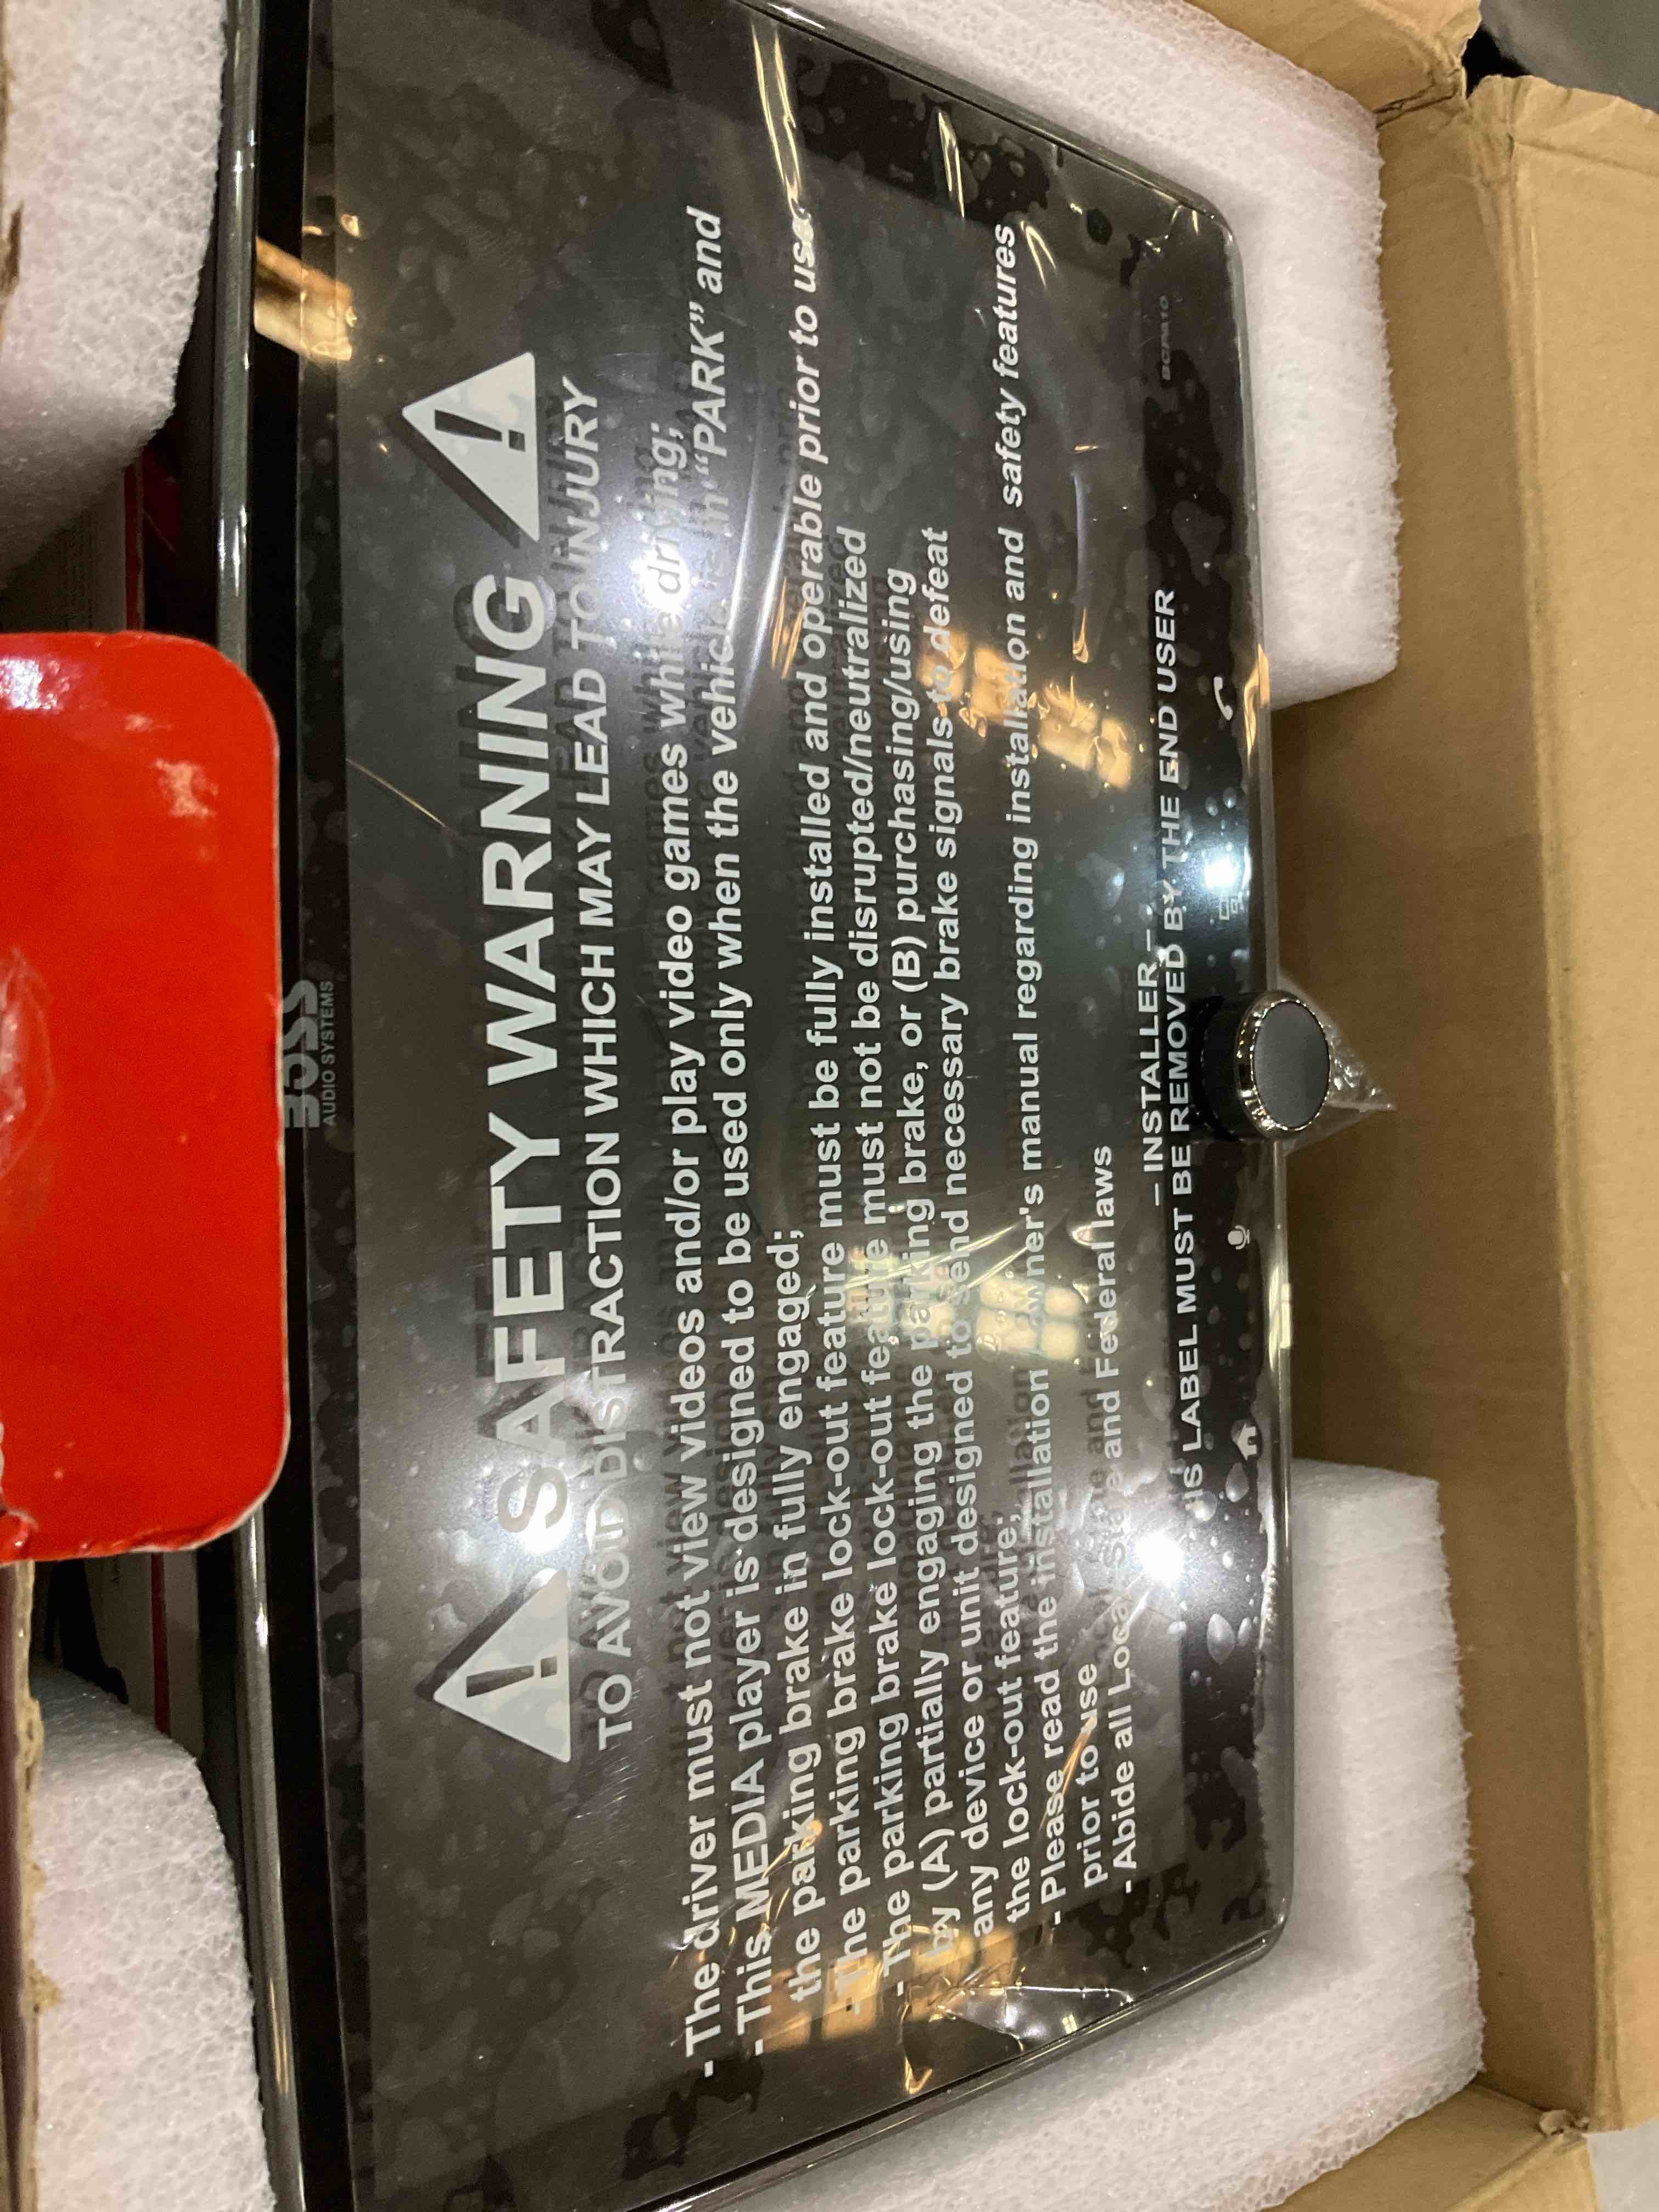 BOSS
AUDIO SYSTEMS
SAFETY WARNING
TO AVOID DISTRACTION WHICH MAY LEAD TO INJURY
- The driver must not view videos and/or play video games while driving;
- This MEDIA player is designed to be used only when the vehicle is in "PARK" and
the parking brake in fully engaged;
- The parking brake lock-out feature must be fully installed and operable prior to use;
- The parking brake lock-out feature must not be disrupted/neutralized
by (A) partially engaging the parking brake, or (B) purchasing/using
any device or unit designed to send necessary brake signals to defeat
the lock-out feature;
- Please read the installation owner's manual regarding installation and safety features
prior to use
- Abide all Local State and Federal laws
– INSTALLER –
THIS LABEL MUST BE REMOVED BY THE END USER
BCPA10